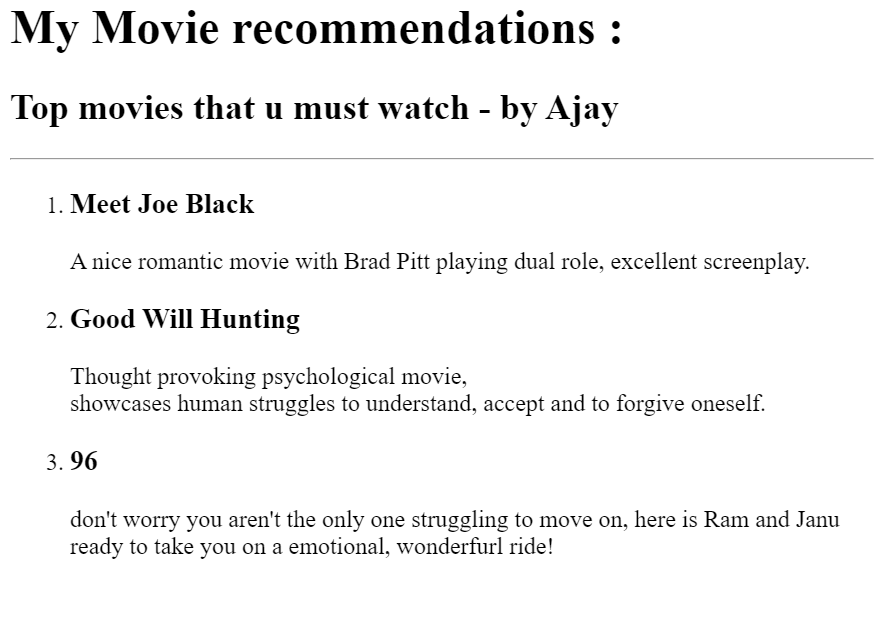 My Movie recommendations :
Top movies that u must watch - by Ajay
1. Meet Joe Black
A nice romantic movie with Brad Pitt playing dual role, excellent screenplay.
2. Good Will Hunting
Thought provoking psychological movie,
showcases human struggles to understand, accept and to forgive oneself.
3. 96
don't worry you aren't the only one struggling to move on, here is Ram and Janu
ready to take you on a emotional, wonderfurl ride!